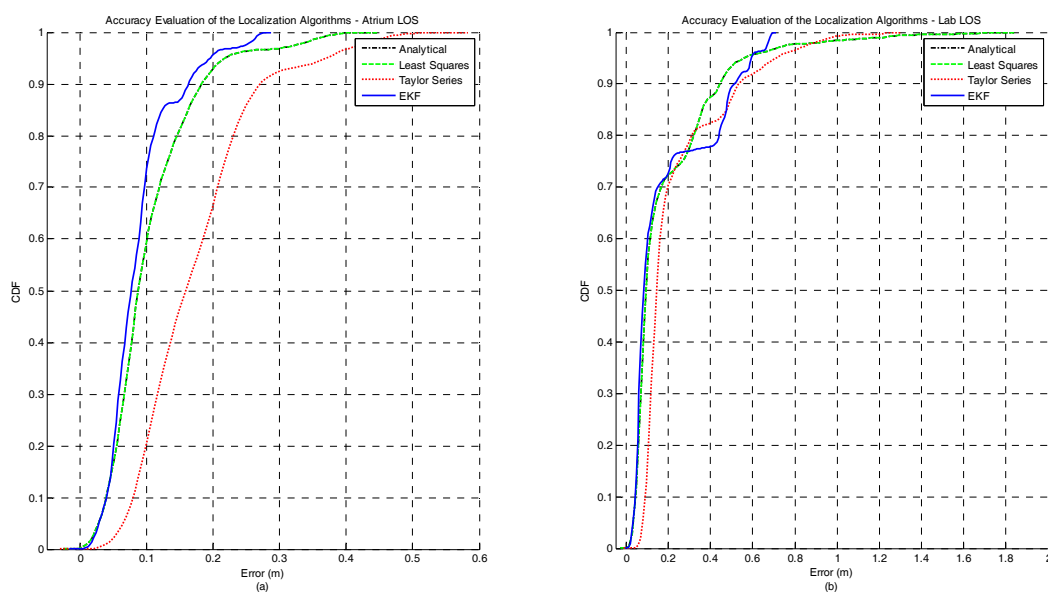 Accuracy Evaluation of the Localization Algorithms - Atrium LOS
1
0.9
0.8
0.7
0.6
0.5
0.4
0.3
0.2
0.1
0
CDF
Analytical
Least Squares
Taylor Series
EKF
0 0.1 0.2 0.3 0.4 0.5 0.6
Error (m)
(a)
Accuracy Evaluation of the Localization Algorithms - Lab LOS
1
0.9
0.8
0.7
0.6
0.5
0.4
0.3
0.2
0.1
0
CDF
Analytical
Least Squares
Taylor Series
EKF
0 0.2 0.4 0.6 0.8 1 1.2 1.4 1.6 1.8 2
Error (m)
(b)